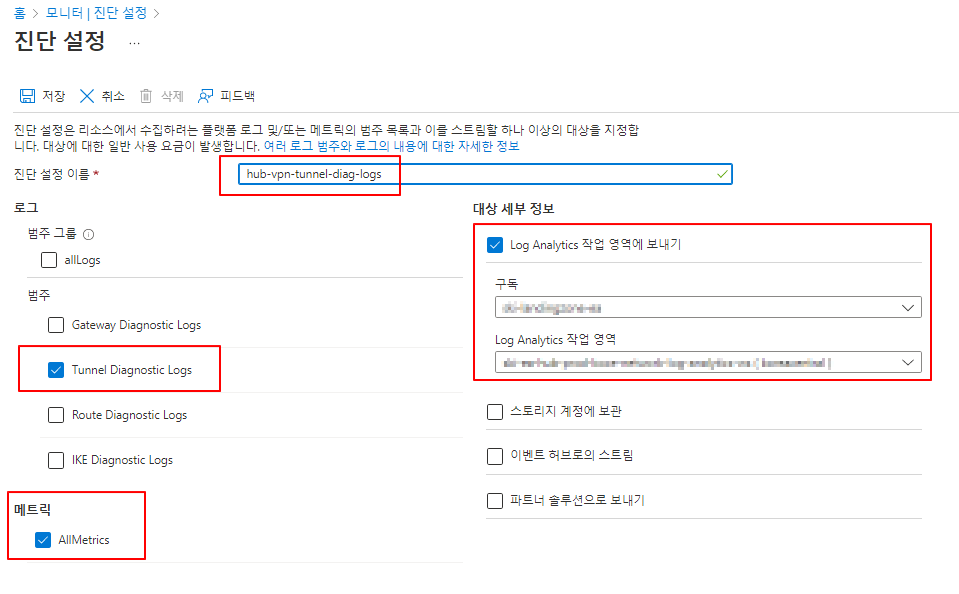 홈 > 모니터 | 진단 설정 >
진단 설정 ...
저장 취소 삭제 피드백
진단 설정은 리소스에서 수집하려는 플랫폼 로그 및/또는 메트릭의 범주 목록과 이를 스트림할 하나 이상의 대상을 지정합
니다. 대상에 대한 일반 사용 요금이 발생합니다. 여러 로그 범주와 로그의 내용에 대한 자세한 정보
진단 설정 이름 * hub-vpn-tunnel-diag-logs
로그
범주 그룹
allLogs
범주
Gateway Diagnostic Logs
Tunnel Diagnostic Logs
Route Diagnostic Logs
IKE Diagnostic Logs
메트릭
AllMetrics
대상 세부 정보
Log Analytics 작업 영역에 보내기
구독
Log Analytics 작업 영역
스토리지 계정에 보관
이벤트 허브로의 스트림
파트너 솔루션으로 보내기